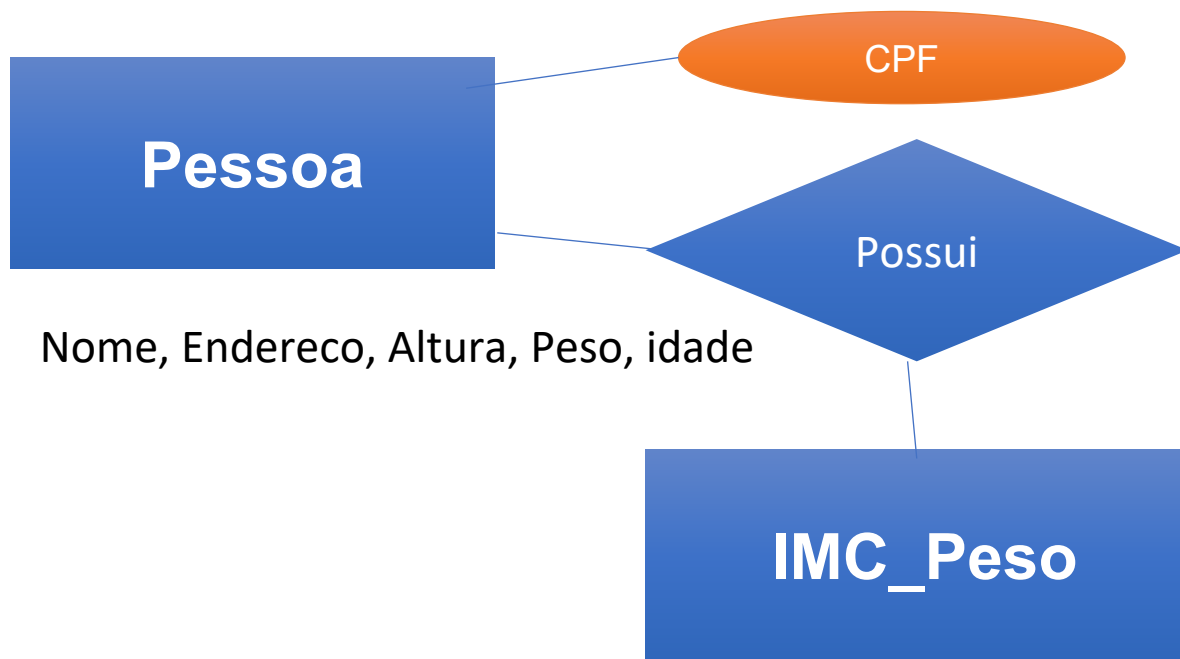 CPF
Pessoa
Possui
Nome, Endereco, Altura, Peso, idade
IMC_Peso